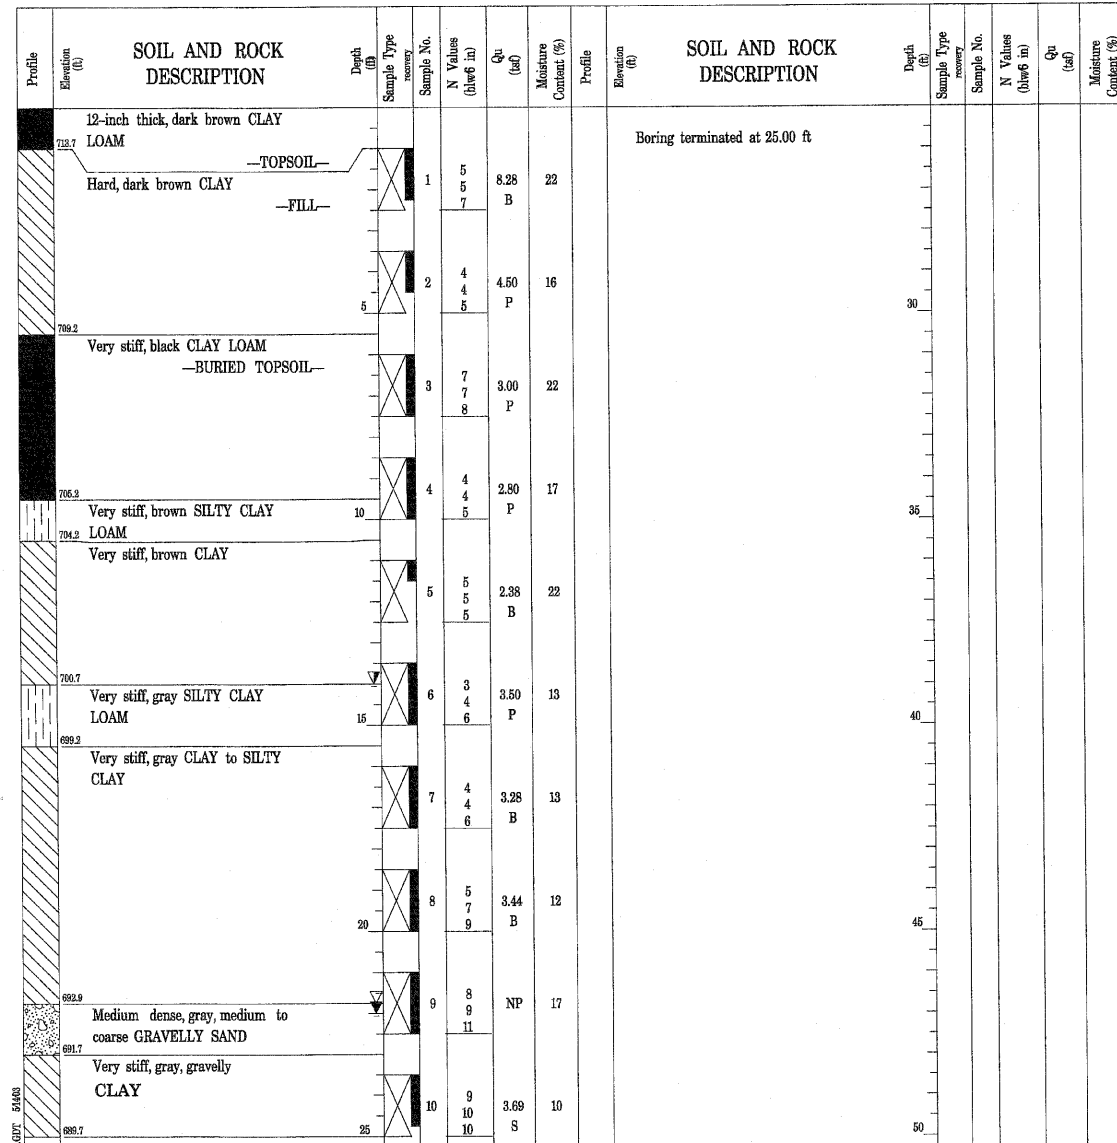 Profile
Elevation (ft)
SOIL AND ROCK
DESCRIPTION
Depth (ft)
Sample Type
recovery
Sample No.
N Values
(blw/6 in)
Qu
(tsf)
Moisture
Content (%)
Profile
Elevation
(ft)
SOIL AND ROCK
DESCRIPTION
Depth
(ft)
Sample Type
recovery
Sample No.
N Values
(blw/6 in)
Qu
(tsf)
Moisture
Content (%)
12-inch thick, dark brown CLAY
LOAM
713.7
—TOPSOIL—
Hard, dark brown CLAY
—FILL—
1
5
5
7
8.28
B
22
2
4
4
5
4.50
P
16
5
709.2
Very stiff, black CLAY LOAM
—BURIED TOPSOIL—
3
7
7
8
3.00
P
22
4
4
4
5
2.80
P
17
705.2
Very stiff, brown SILTY CLAY
LOAM
10
704.2
Very stiff, brown CLAY
5
5
5
5
2.38
B
22
700.7
Very stiff, gray SILTY CLAY
LOAM
6
3
4
6
3.50
P
13
15
699.2
Very stiff, gray CLAY to SILTY
CLAY
7
4
4
6
3.28
B
13
8
5
7
9
3.44
B
12
20
692.9
9
8
9
11
NP
17
Medium dense, gray, medium to
coarse GRAVELLY SAND
691.7
Very stiff, gray, gravelly
CLAY
10
9
10
10
3.69
S
10
25
689.7
Boring terminated at 25.00 ft
30
35
40
45
50
.GDT 5/14/03